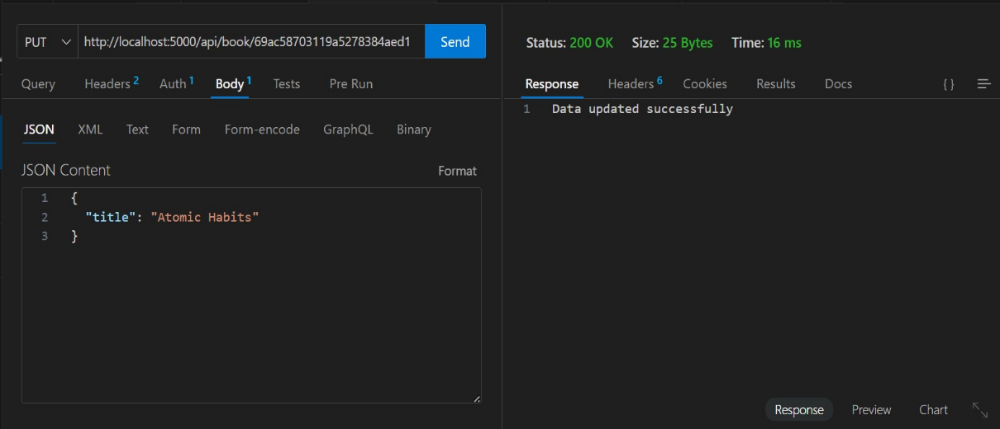 PUT http://localhost:5000/api/book/69ac58703119a5278384aed1 Send
Query Headers 2 Auth 1 Body 1 Tests Pre Run
JSON XML Text Form Form-encode GraphQL Binary
JSON Content Format
1 {
2 "title": "Atomic Habits"
3 }
Status: 200 OK Size: 25 Bytes Time: 16 ms
Response Headers 6 Cookies Results Docs { }
1 Data updated successfully
Response Preview Chart